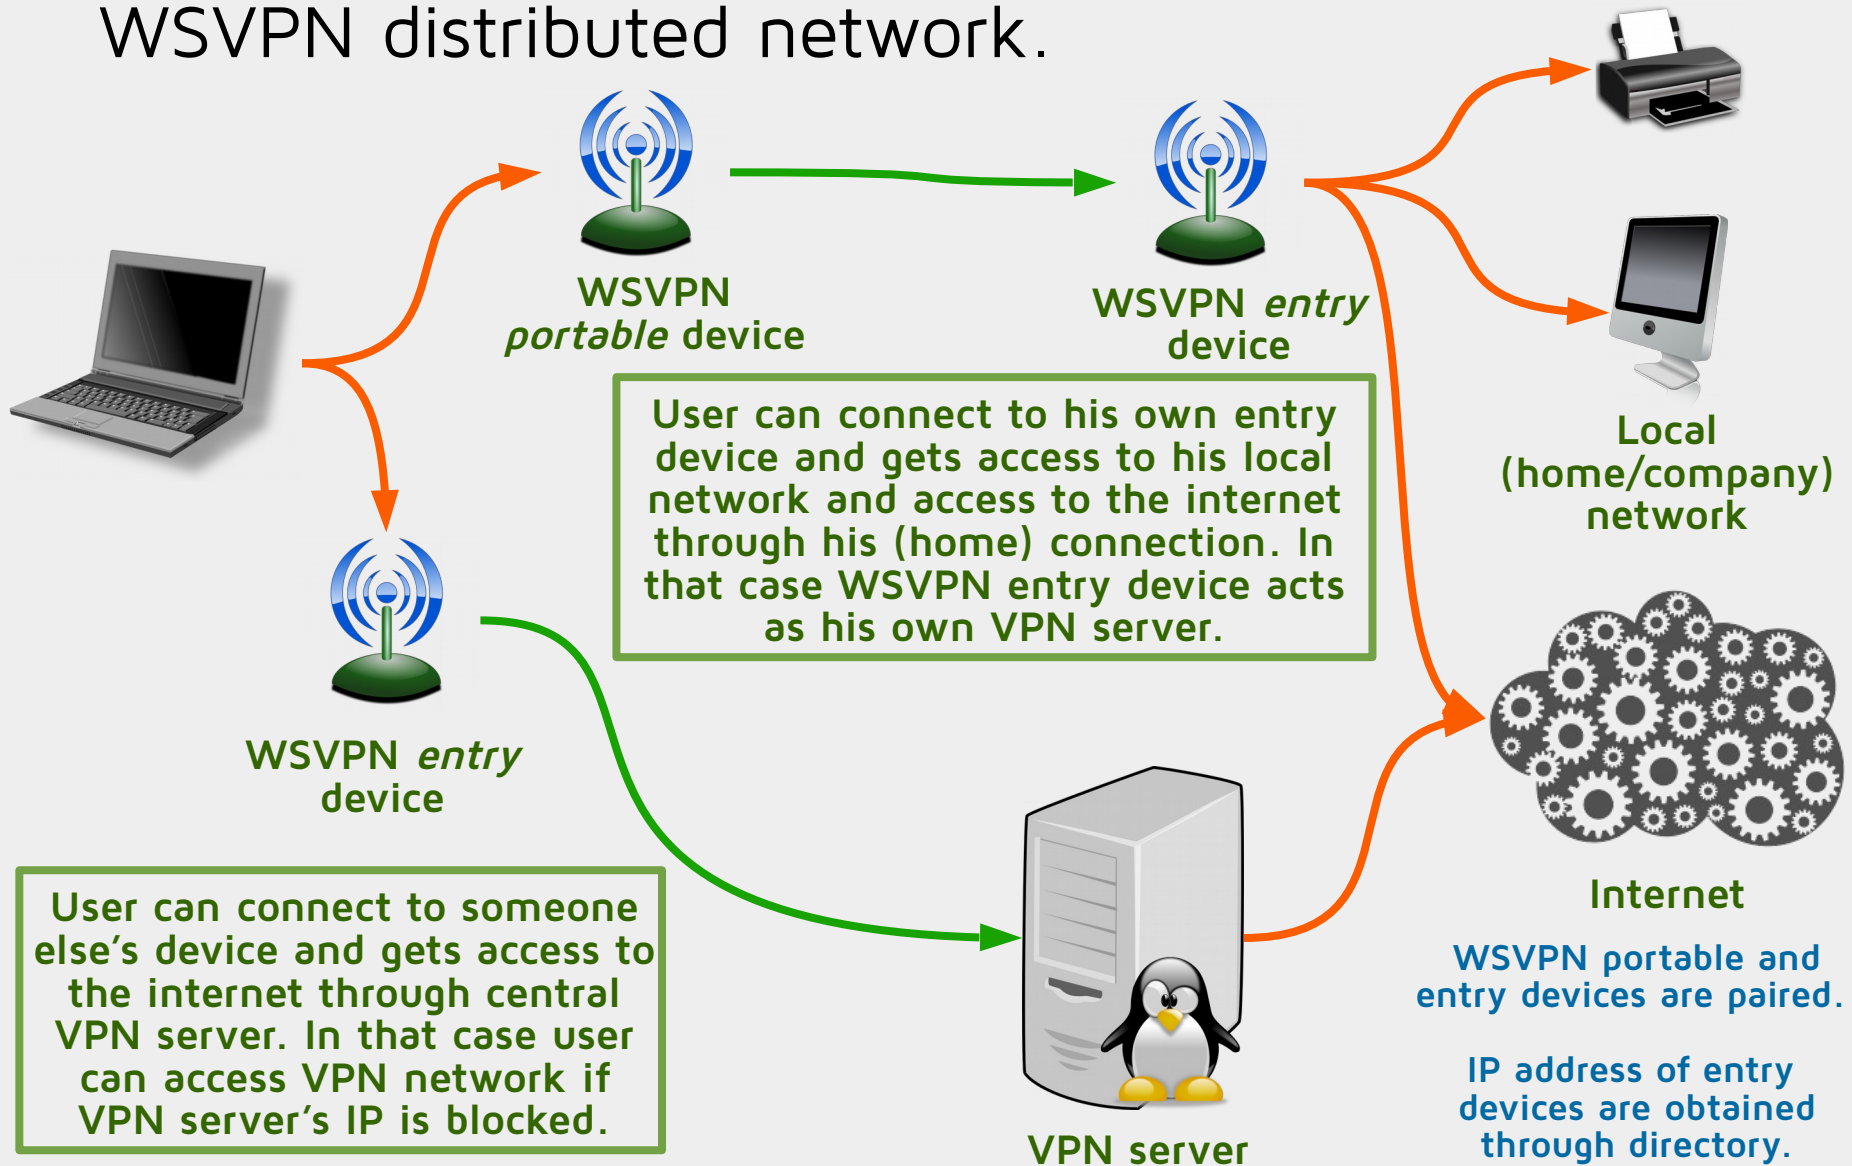 WSVPN distributed network.
WSVPN
portable device
WSVPN entry
device
User can connect to his own entry
device and gets access to his local
network and access to the internet
through his (home) connection. In
that case WSVPN entry device acts
as his own VPN server.
Local
(home/company)
network
WSVPN entry
device
User can connect to someone
else's device and gets access to
the internet through central
VPN server. In that case user
can access VPN network if
VPN server's IP is blocked.
VPN server
Internet
WSVPN portable and
entry devices are paired.
IP address of entry
devices are obtained
through directory.